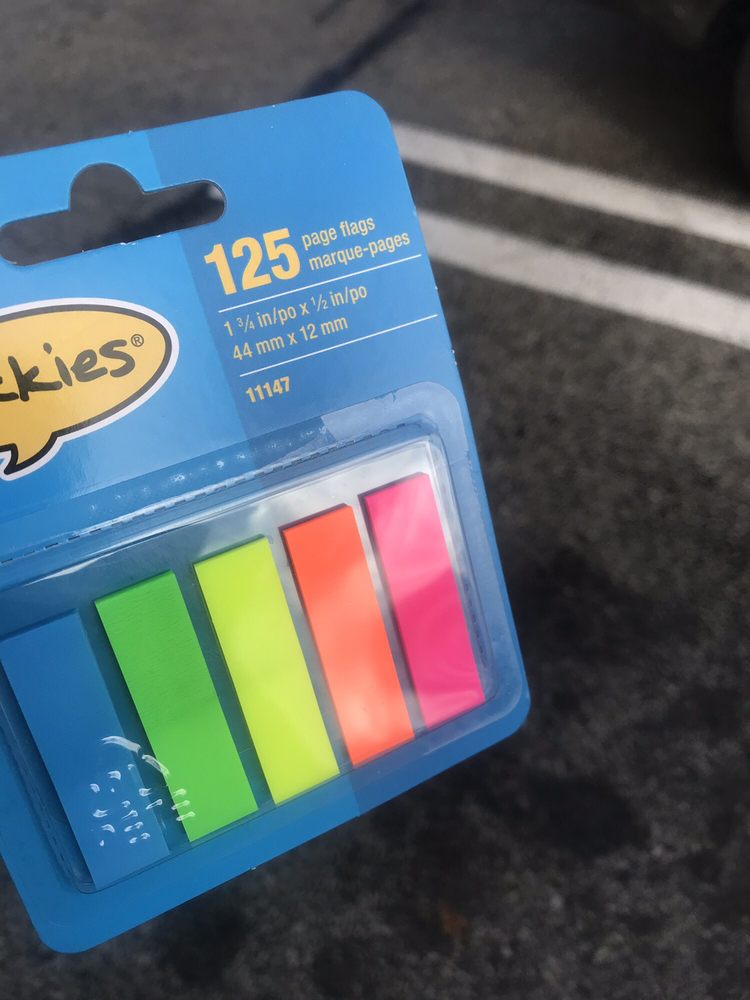 125 page flags
marque-pages
1 3/4 in/po x 1/2 in/po
44 mm x 12 mm
11147
kies®